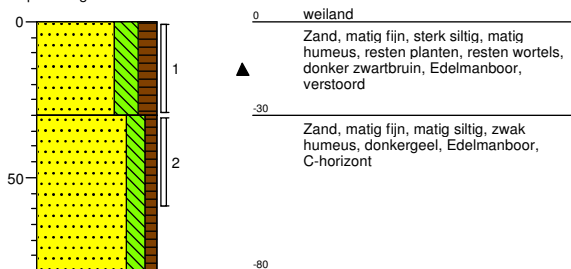 0
50
1
2
0 weiland
Zand, matig fijn, sterk siltig, matig
humeus, resten planten, resten wortels,
donker zwartbruin, Edelmanboor,
verstoord
-30
Zand, matig fijn, matig siltig, zwak
humeus, donkergeel, Edelmanboor,
C-horizont
-80